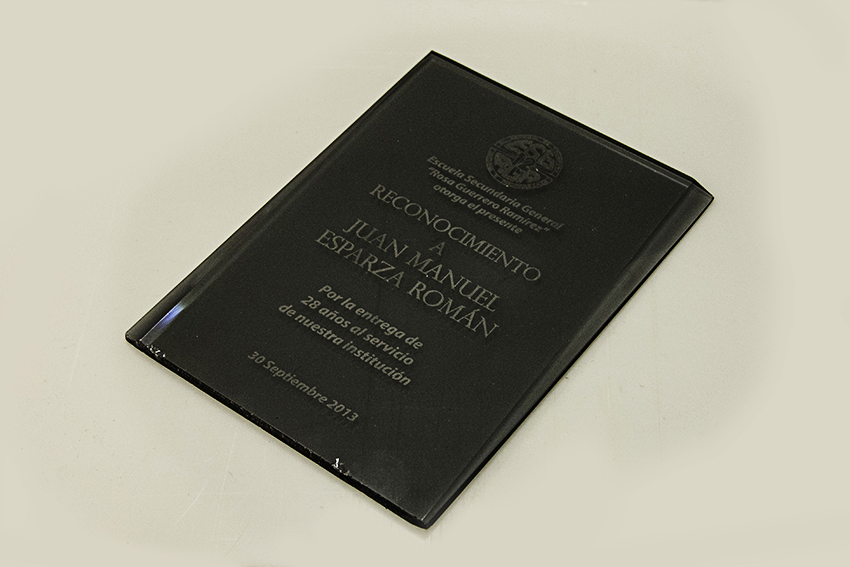 Escuela Secundaria General
"Rosa Guerrero Ramírez"
otorga el presente
RECONOCIMIENTO
A
JUAN MANUEL
ESPARZA ROMÁN
Por la entrega de
28 años al servicio
de nuestra institución
30 Septiembre 2013